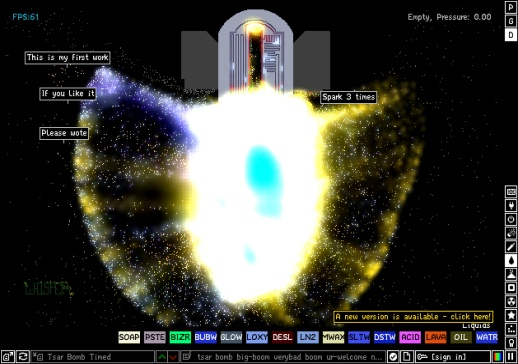 FPS:61
Empty, Pressure: 0.00
P
G
D
This is my first work
If you like it
Spark 3 times
Please wote
A new version is available - click here!
Liquids
SOAP PSTE BIZR BUBW GLOW LOXY DESL LN2 MWAX SLTW DSTW ACID LAVA OIL WATR
Tsar Bomb Timed
tsar bomb big-boom verybad boom ur-welcome n...
[sign in]